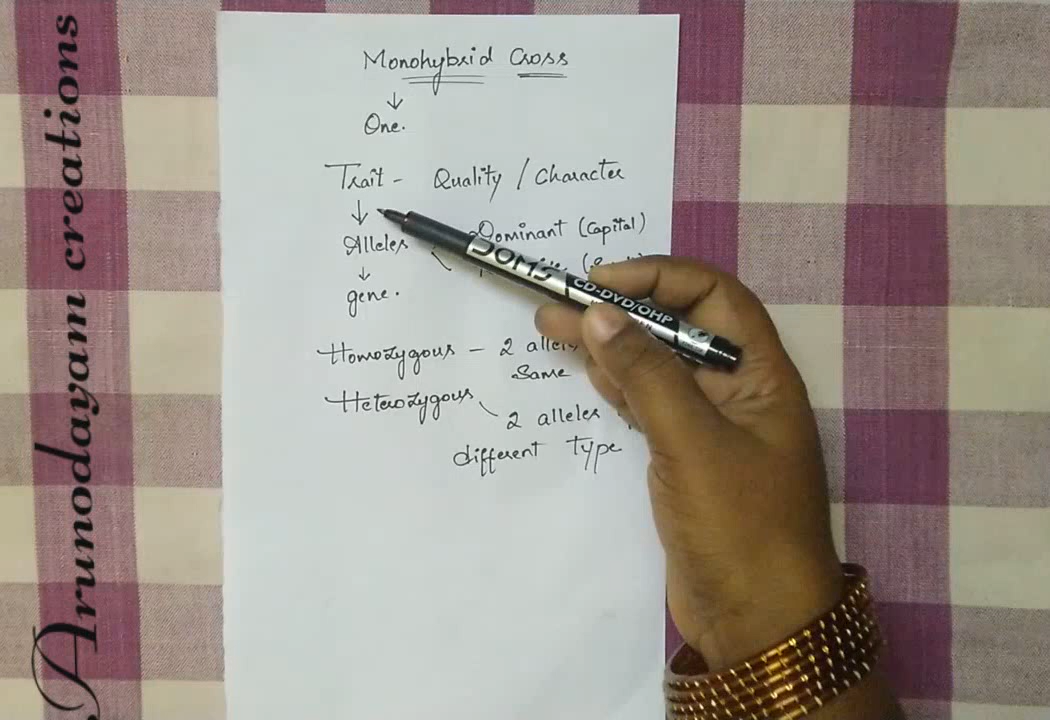 Arunodayam creations
Monohybrid Cross
↓
One.
Trait - Quality / Character
↓
Alleles Dominant (Capital)
↓
gene.
Homozygous - 2 alleles
Same
Heterozygous
2 alleles
different Type
DOMS
CD-DVD/OHP